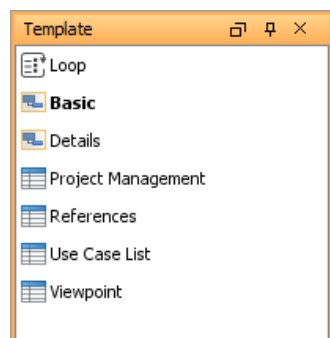 Template
Loop
Basic
Details
Project Management
References
Use Case List
Viewpoint